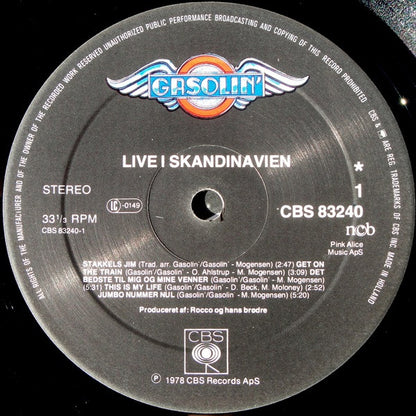 ALL RIGHTS OF THE MANUFACTURER AND OF THE OWNER OF THE RECORDED WORK RESERVED UNAUTHORIZED PUBLIC PERFORMANCE BROADCASTING AND COPYING OF THIS RECORD PROHIBITED
CBS & ARE REG. TRADEMARKS OF CBS INC. MADE IN HOLLAND
GASOLIN'
LIVE I SKANDINAVIEN
STEREO
LC -0149
* 1
33 1/3 RPM
CBS 83240
CBS 83240-1
ncb
Pink Alice
Music ApS
STAKKELS JIM (Trad. arr. Gasolin'/Gasolin' - Mogensen) (2:47) GET ON
THE TRAIN (Gasolin'/Gasolin' - O. Ahlstrup - M. Mogensen) (3:09) DET
BEDSTE TIL MIG OG MINE VENNER (Gasolin'/Gasolin' - M. Mogensen)
(5:31) THIS IS MY LIFE (Gasolin'/Gasolin' - D. Beck, M. Moloney) (2:52)
JUMBO NUMMER NUL (Gasolin'/Gasolin' - M. Mogensen) (5:20)
Produceret af: Rocco og hans brødre
CBS
℗ 1978 CBS Records ApS